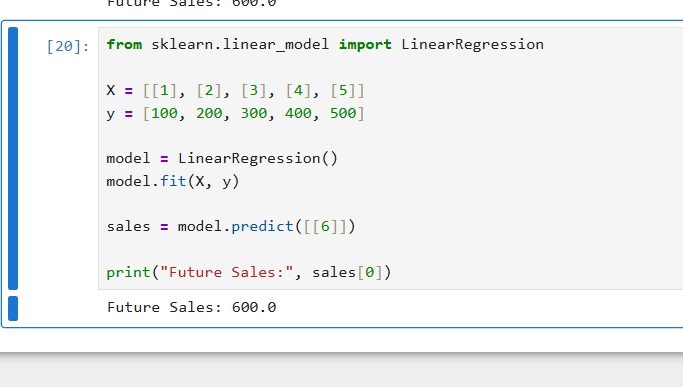 Future Sales: 600.0
[20]:
from sklearn.linear_model import LinearRegression
X = [[1], [2], [3], [4], [5]]
y = [100, 200, 300, 400, 500]
model = LinearRegression()
model.fit(X, y)
sales = model.predict([[6]])
print("Future Sales:", sales[0])
Future Sales: 600.0